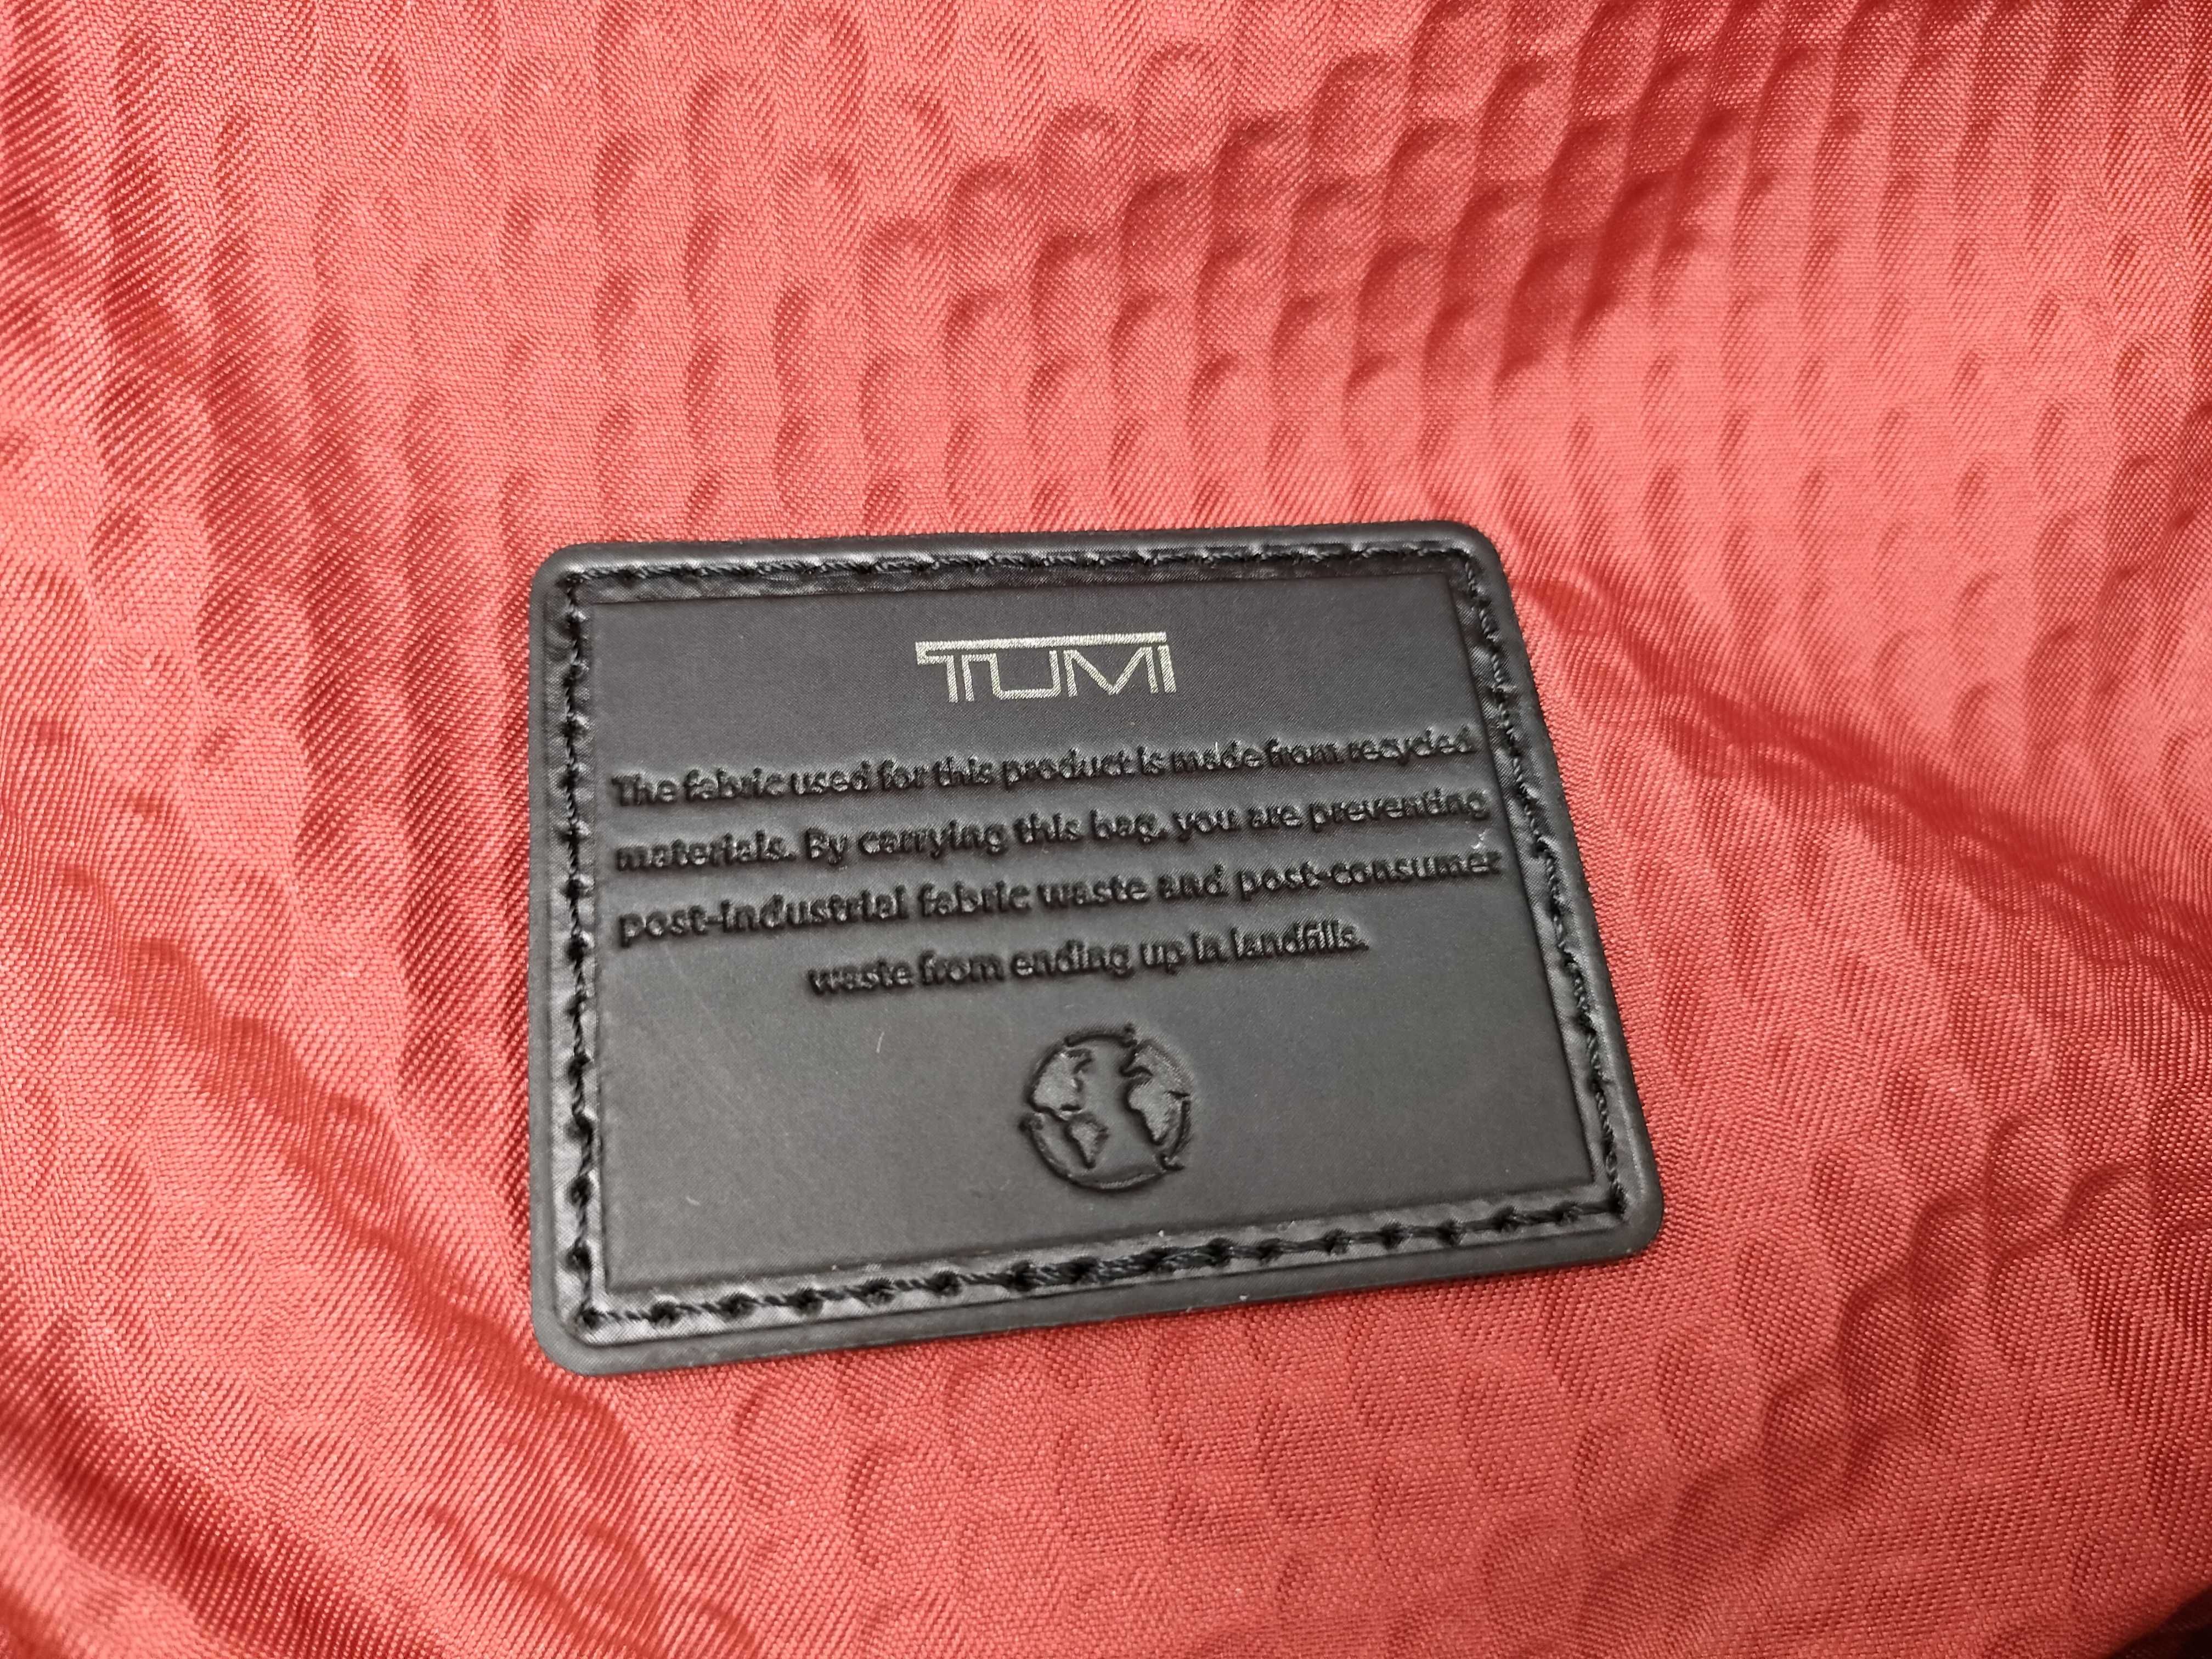 TUMI
The fabric used for this product is made from recycled
materials. By carrying this bag, you are preventing
post-industrial fabric waste and post-consumer
waste from ending up in landfills.